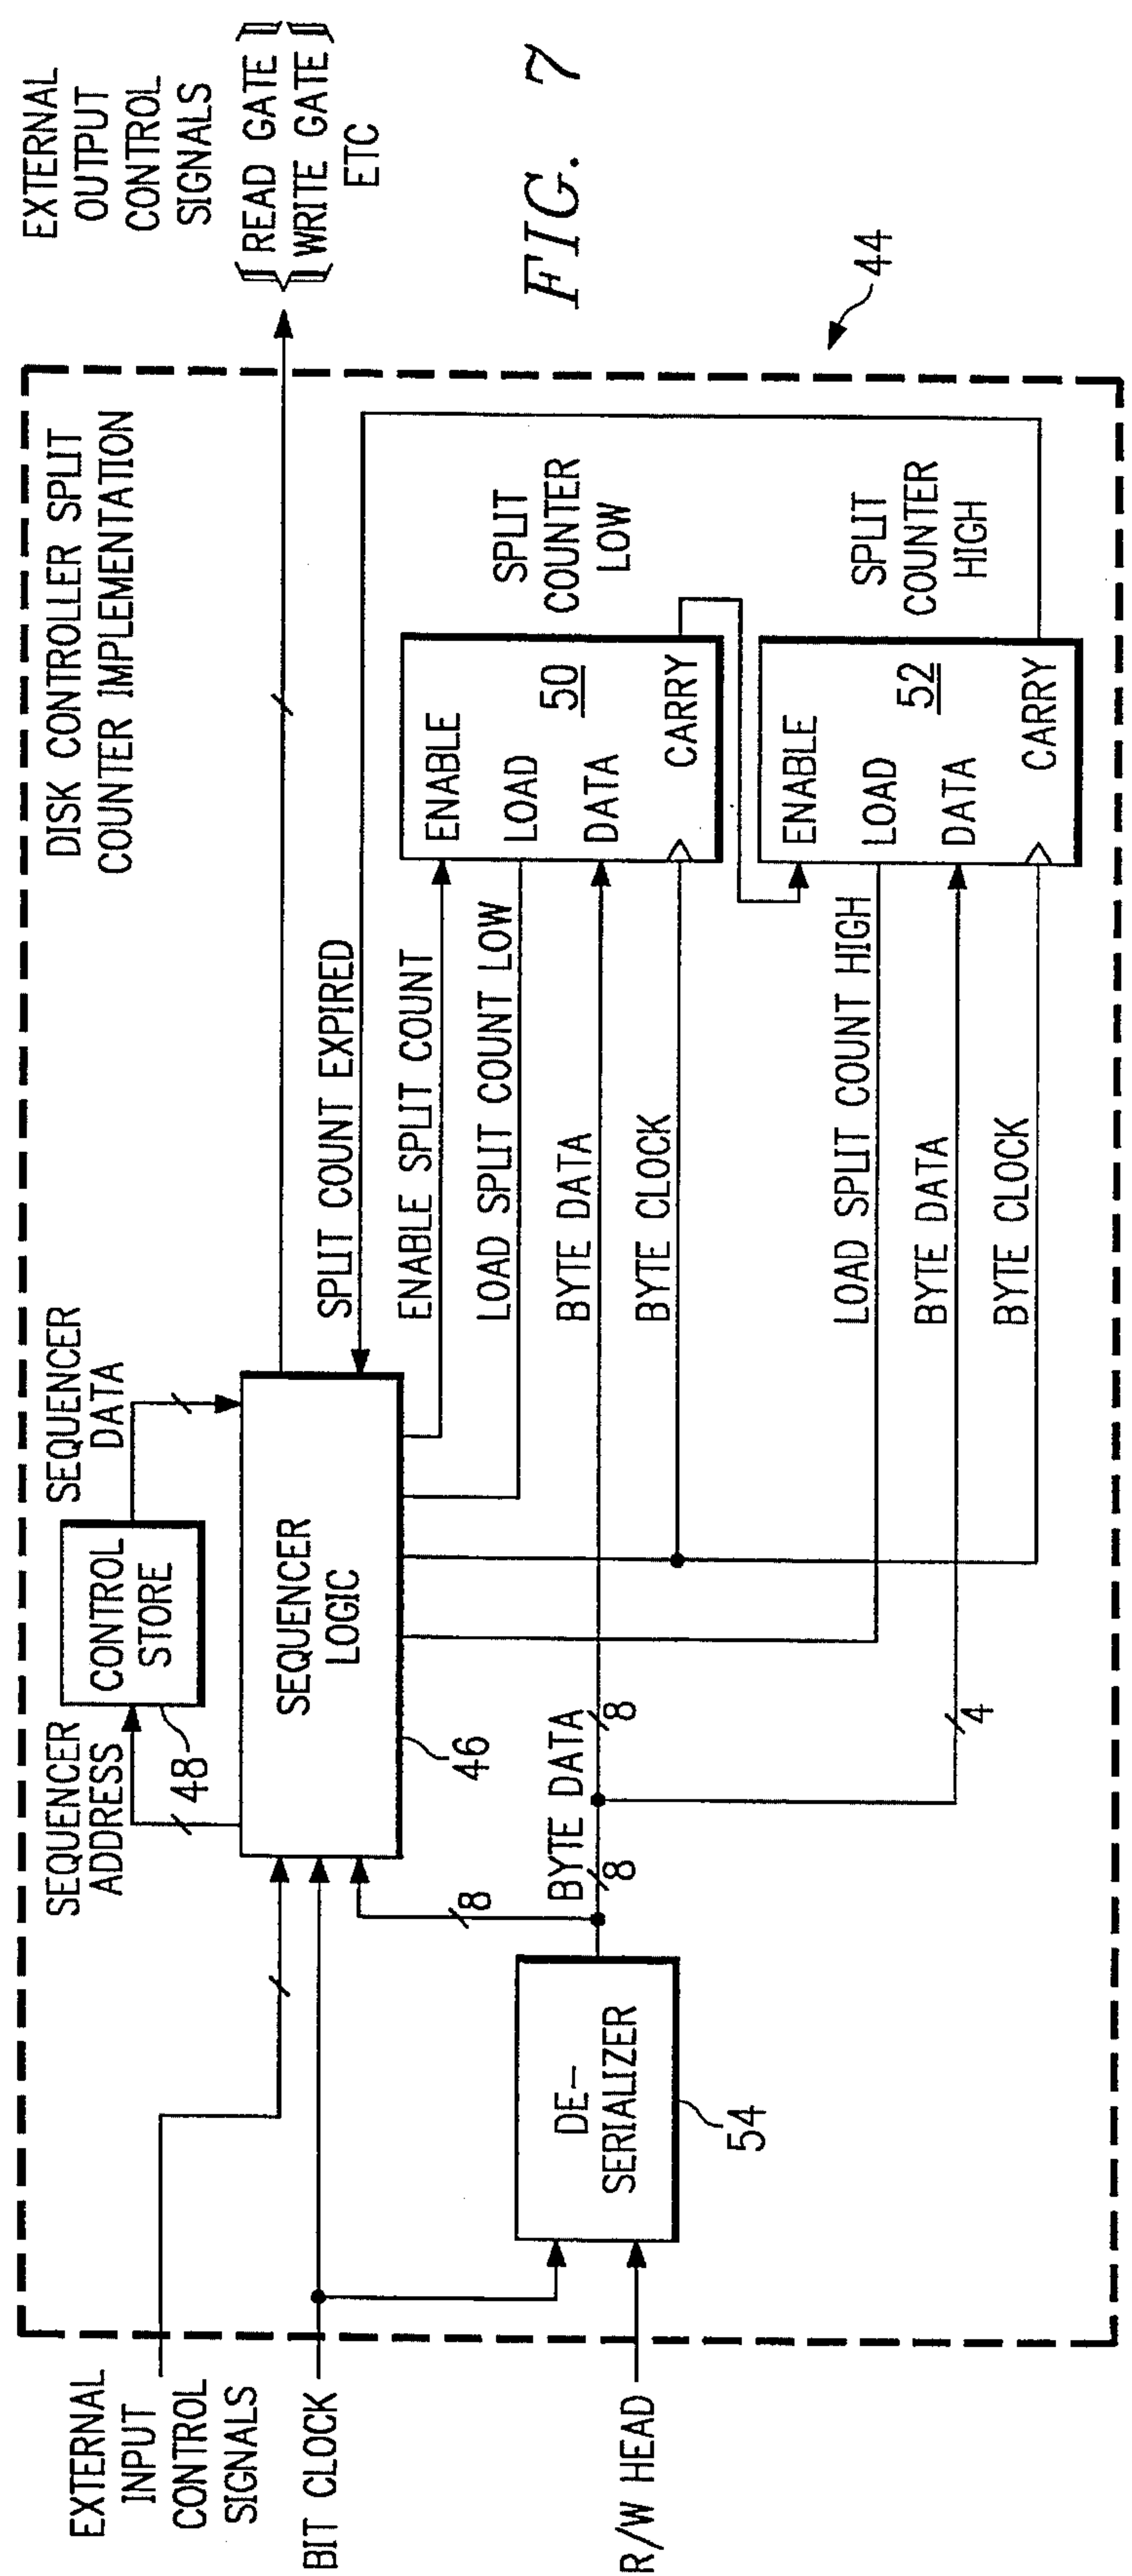 EXTERNAL
INPUT
CONTROL
SIGNALS
BIT CLOCK
R/W HEAD
DISK CONTROLLER SPLIT
COUNTER IMPLEMENTATION
SEQUENCER
ADDRESS
48
CONTROL
STORE
SEQUENCER
DATA
SEQUENCER
LOGIC
46
DE-
SERIALIZER
54
8
BYTE DATA
8
8
4
SPLIT COUNT EXPIRED
ENABLE SPLIT COUNT
LOAD SPLIT COUNT LOW
BYTE DATA
BYTE CLOCK
LOAD SPLIT COUNT HIGH
BYTE DATA
BYTE CLOCK
ENABLE
LOAD
50
DATA
CARRY
SPLIT
COUNTER
LOW
ENABLE
LOAD
52
DATA
CARRY
SPLIT
COUNTER
HIGH
EXTERNAL
OUTPUT
CONTROL
SIGNALS
READ GATE
WRITE GATE
ETC
44
FIG. 7